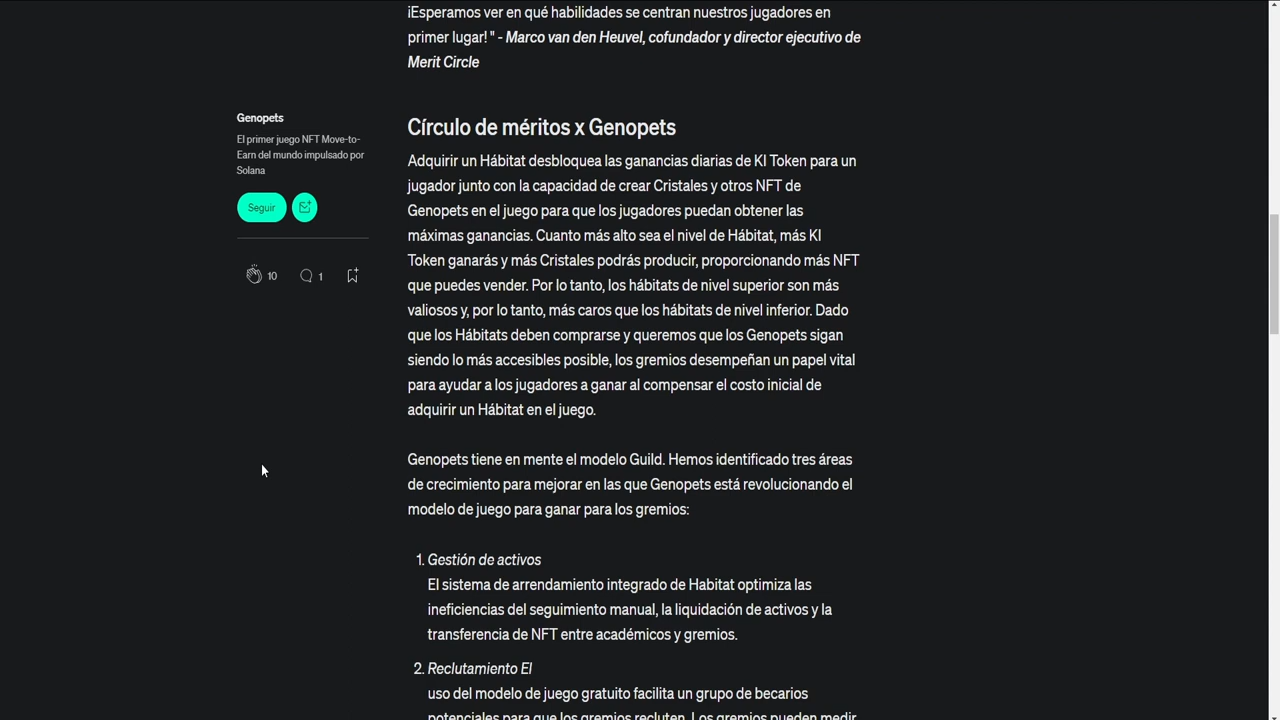 ¡Esperamos ver en qué habilidades se centran nuestros jugadores en
primer lugar! " - Marco van den Heuvel, cofundador y director ejecutivo de
Merit Circle
Genopets
El primer juego NFT Move-to-
Earn del mundo impulsado por
Solana
Seguir
10
1
Círculo de méritos x Genopets
Adquirir un Hábitat desbloquea las ganancias diarias de KI Token para un
jugador junto con la capacidad de crear Cristales y otros NFT de
Genopets en el juego para que los jugadores puedan obtener las
máximas ganancias. Cuanto más alto sea el nivel de Hábitat, más KI
Token ganarás y más Cristales podrás producir, proporcionando más NFT
que puedes vender. Por lo tanto, los hábitats de nivel superior son más
valiosos y, por lo tanto, más caros que los hábitats de nivel inferior. Dado
que los Hábitats deben comprarse y queremos que los Genopets sigan
siendo lo más accesibles posible, los gremios desempeñan un papel vital
para ayudar a los jugadores a ganar al compensar el costo inicial de
adquirir un Hábitat en el juego.
Genopets tiene en mente el modelo Guild. Hemos identificado tres áreas
de crecimiento para mejorar en las que Genopets está revolucionando el
modelo de juego para ganar para los gremios:
1. Gestión de activos
El sistema de arrendamiento integrado de Habitat optimiza las
ineficiencias del seguimiento manual, la liquidación de activos y la
transferencia de NFT entre académicos y gremios.
2. Reclutamiento El
uso del modelo de juego gratuito facilita un grupo de becarios
potenciales para que los gremios recluten. Los gremios pueden medir